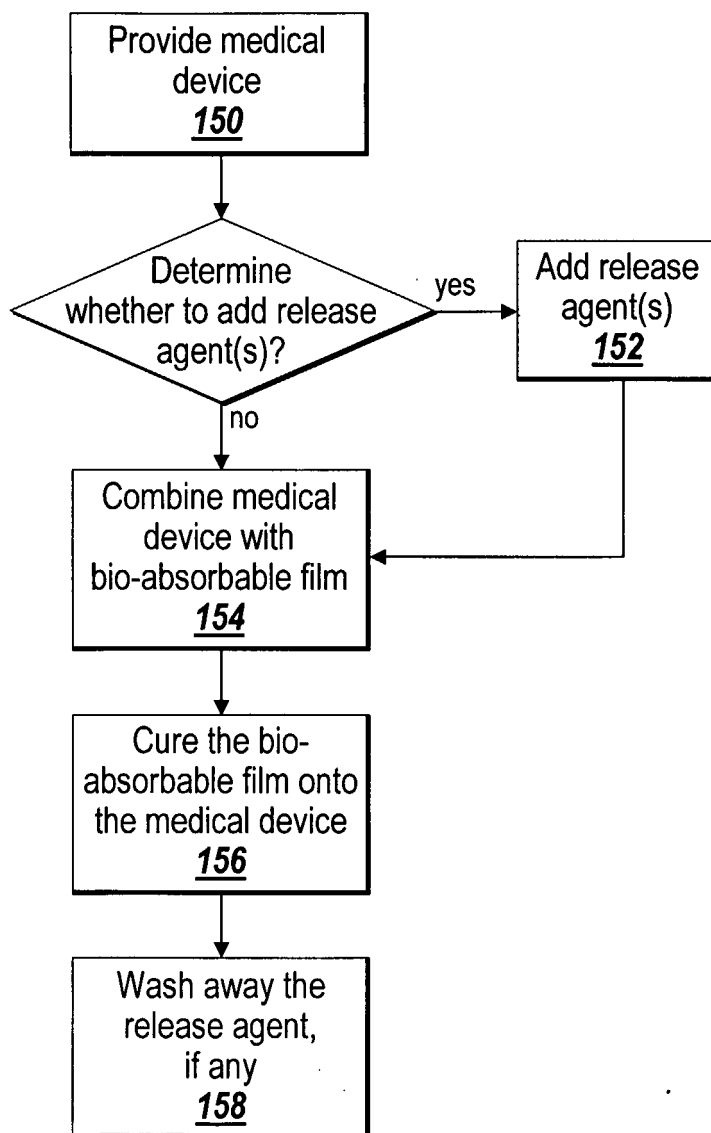 Provide medical
device
150
Determine
whether to add release
agent(s)?
yes
Add release
agent(s)
152
no
Combine medical
device with
bio-absorbable film
154
Cure the bio-
absorbable film onto
the medical device
156
Wash away the
release agent,
if any
158